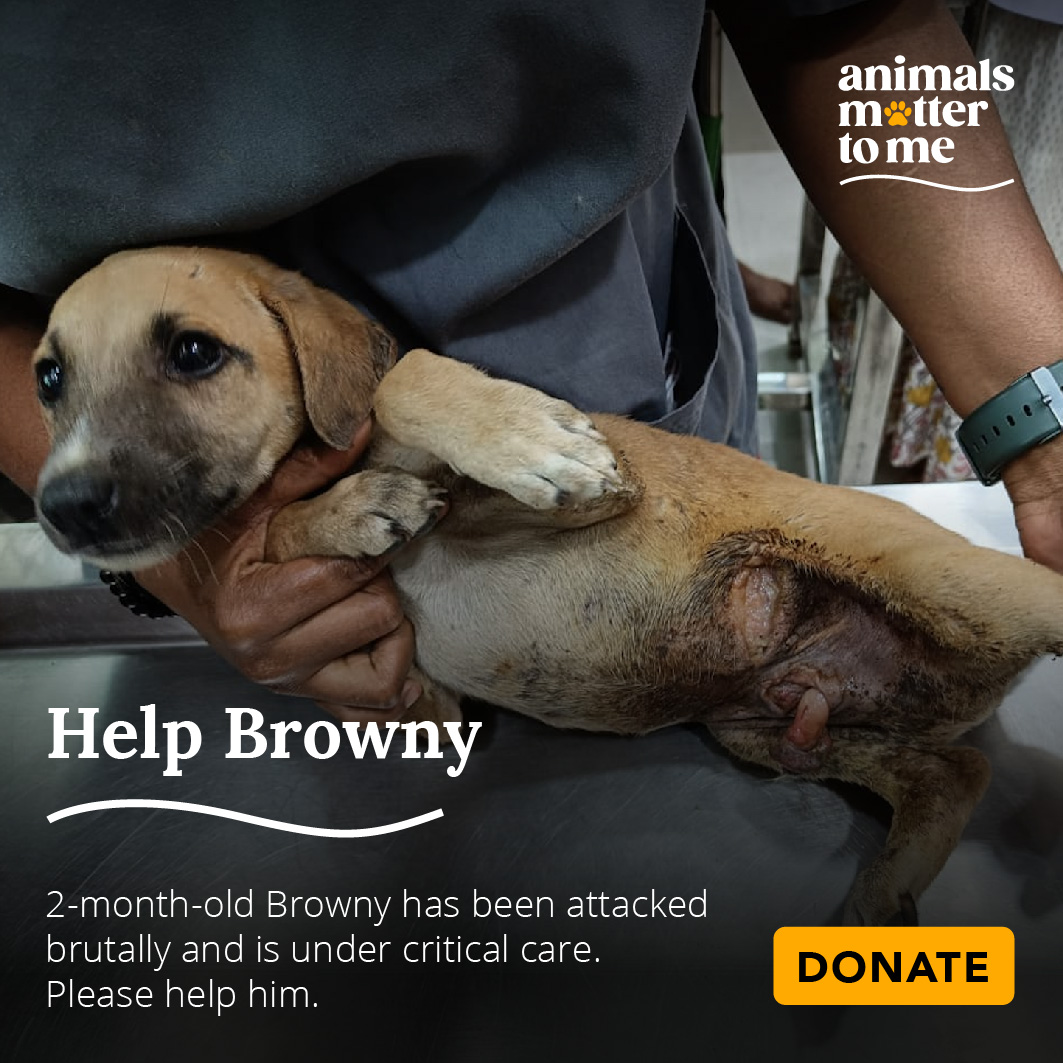 animals
matter
to me
Help Browny
2-month-old Browny has been attacked
brutally and is under critical care.
Please help him.
DONATE